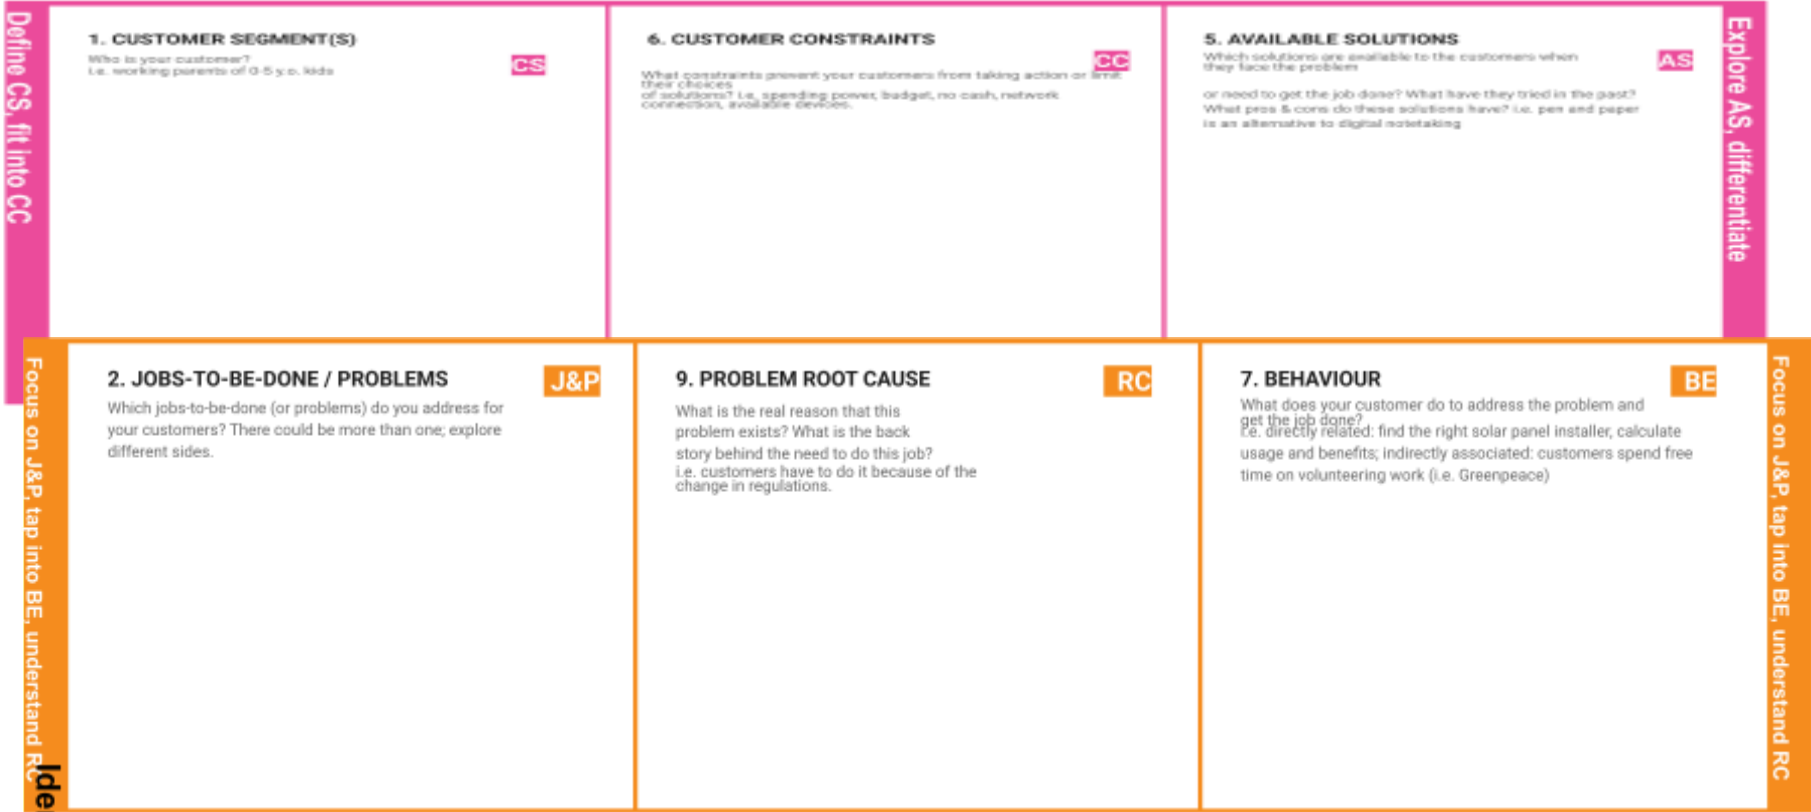 Define CS, fit into CC
1. CUSTOMER SEGMENT(S)
CS
Who is your customer?
i.e. working parents of 0-5 y.o. kids
6. CUSTOMER CONSTRAINTS
CC
What constraints prevent your customers from taking action or limit
their choices
of solutions? i.e. spending power, budget, no cash, network
connection, available devices.
5. AVAILABLE SOLUTIONS
AS
Which solutions are available to the customers when
they face the problem
or need to get the job done? What have they tried in the past?
What pros & cons do these solutions have? i.e. pen and paper
is an alternative to digital notetaking
Explore AS, differentiate
Focus on J&P, tap into BE, understand RC
2. JOBS-TO-BE-DONE / PROBLEMS
J&P
Which jobs-to-be-done (or problems) do you address for
your customers? There could be more than one; explore
different sides.
9. PROBLEM ROOT CAUSE
RC
What is the real reason that this
problem exists? What is the back
story behind the need to do this job?
i.e. customers have to do it because of the
change in regulations.
7. BEHAVIOUR
BE
What does your customer do to address the problem and
get the job done?
i.e. directly related: find the right solar panel installer, calculate
usage and benefits; indirectly associated: customers spend free
time on volunteering work (i.e. Greenpeace)
Focus on J&P, tap into BE, understand RC
Ide